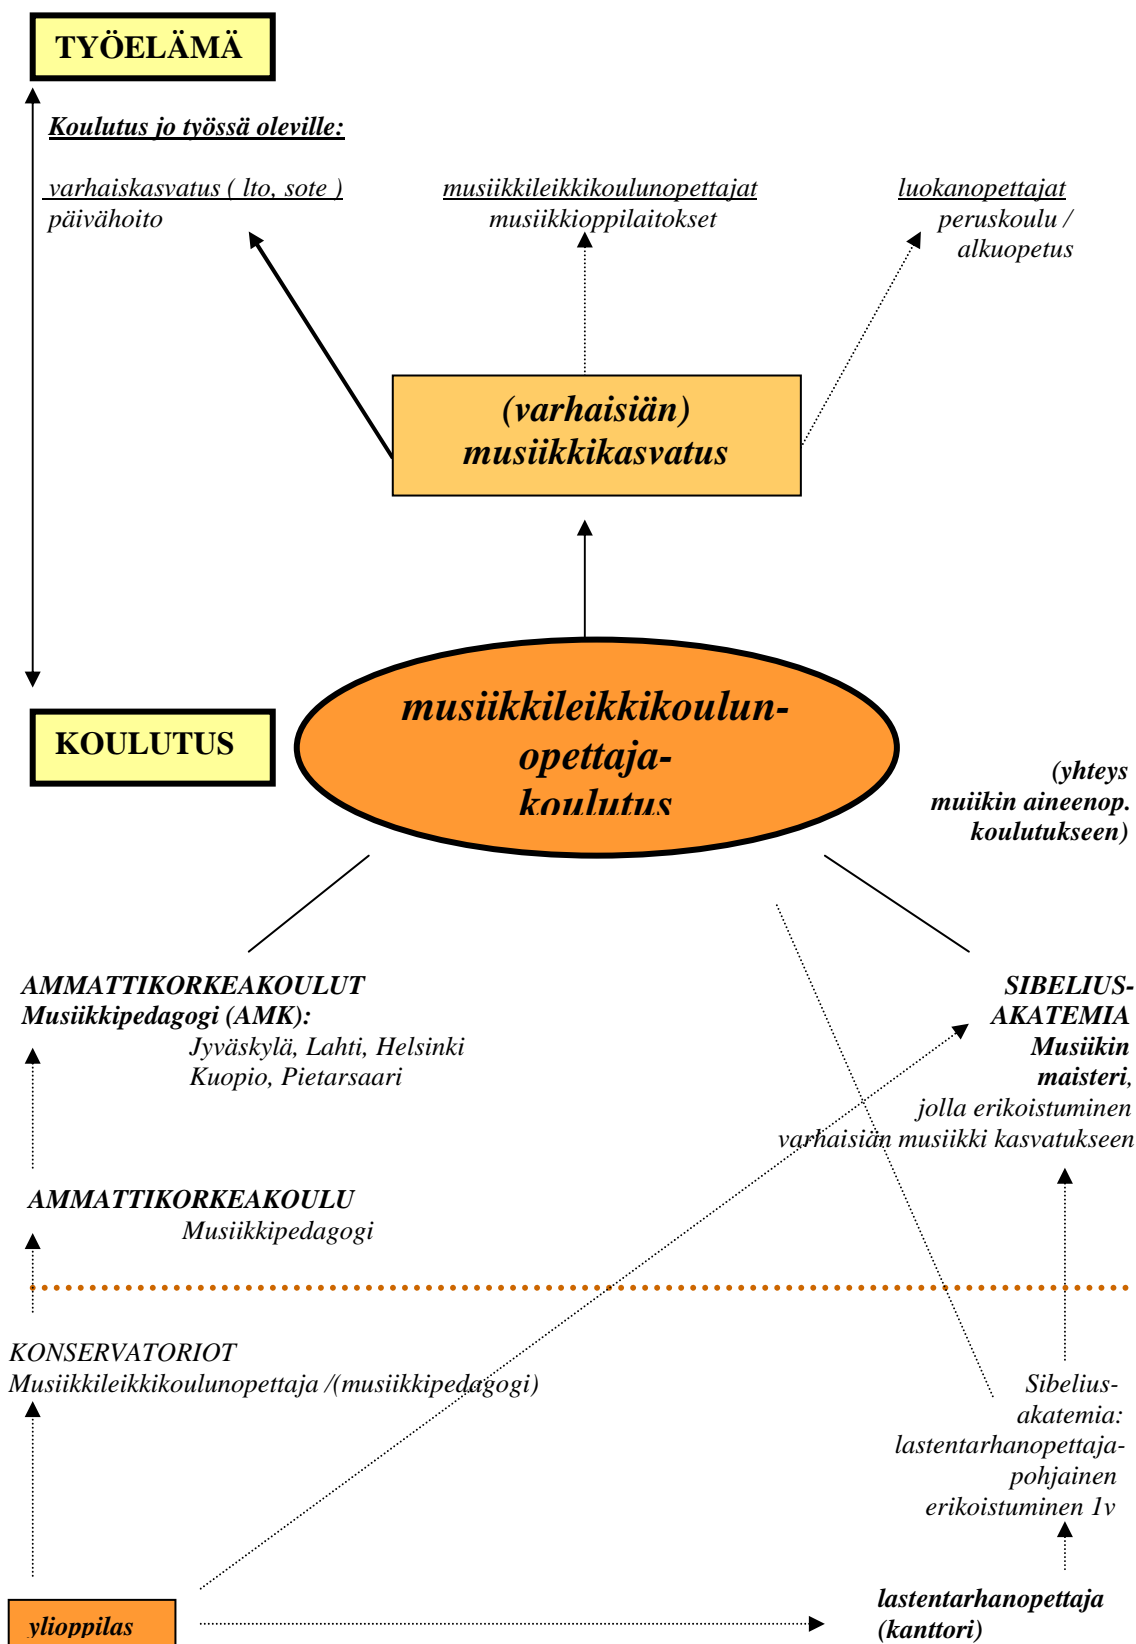 TYÖELÄMÄ
Koulutus jo työssä oleville:
varhaiskasvatus ( lto, sote )
päivähoito
musiikkileikkikoulunopettajat
musiikkioppilaitokset
luokanopettajat
peruskoulu /
alkuopetus
(varhaisiän)
musiikkikasvatus
musiikkileikkikoulun-
opettaja-
koulutus
KOULUTUS
(yhteys
muiikin aineenop.
koulutukseen)
AMMATTIKORKEAKOULUT
Musiikkipedagogi (AMK):
Jyväskylä, Lahti, Helsinki
Kuopio, Pietarsaari
SIBELIUS-
AKATEMIA
Musiikin
maisteri,
jolla erikoistuminen
varhaisiän musiikki kasvatukseen
AMMATTIKORKEAKOULU
Musiikkipedagogi
KONSERVATORIOT
Musiikkileikkikoulunopettaja /(musiikkipedagogi)
Sibelius-
akatemia:
lastentarhanopettaja-
pohjainen
erikoistuminen 1v
ylioppilas
lastentarhanopettaja
(kanttori)